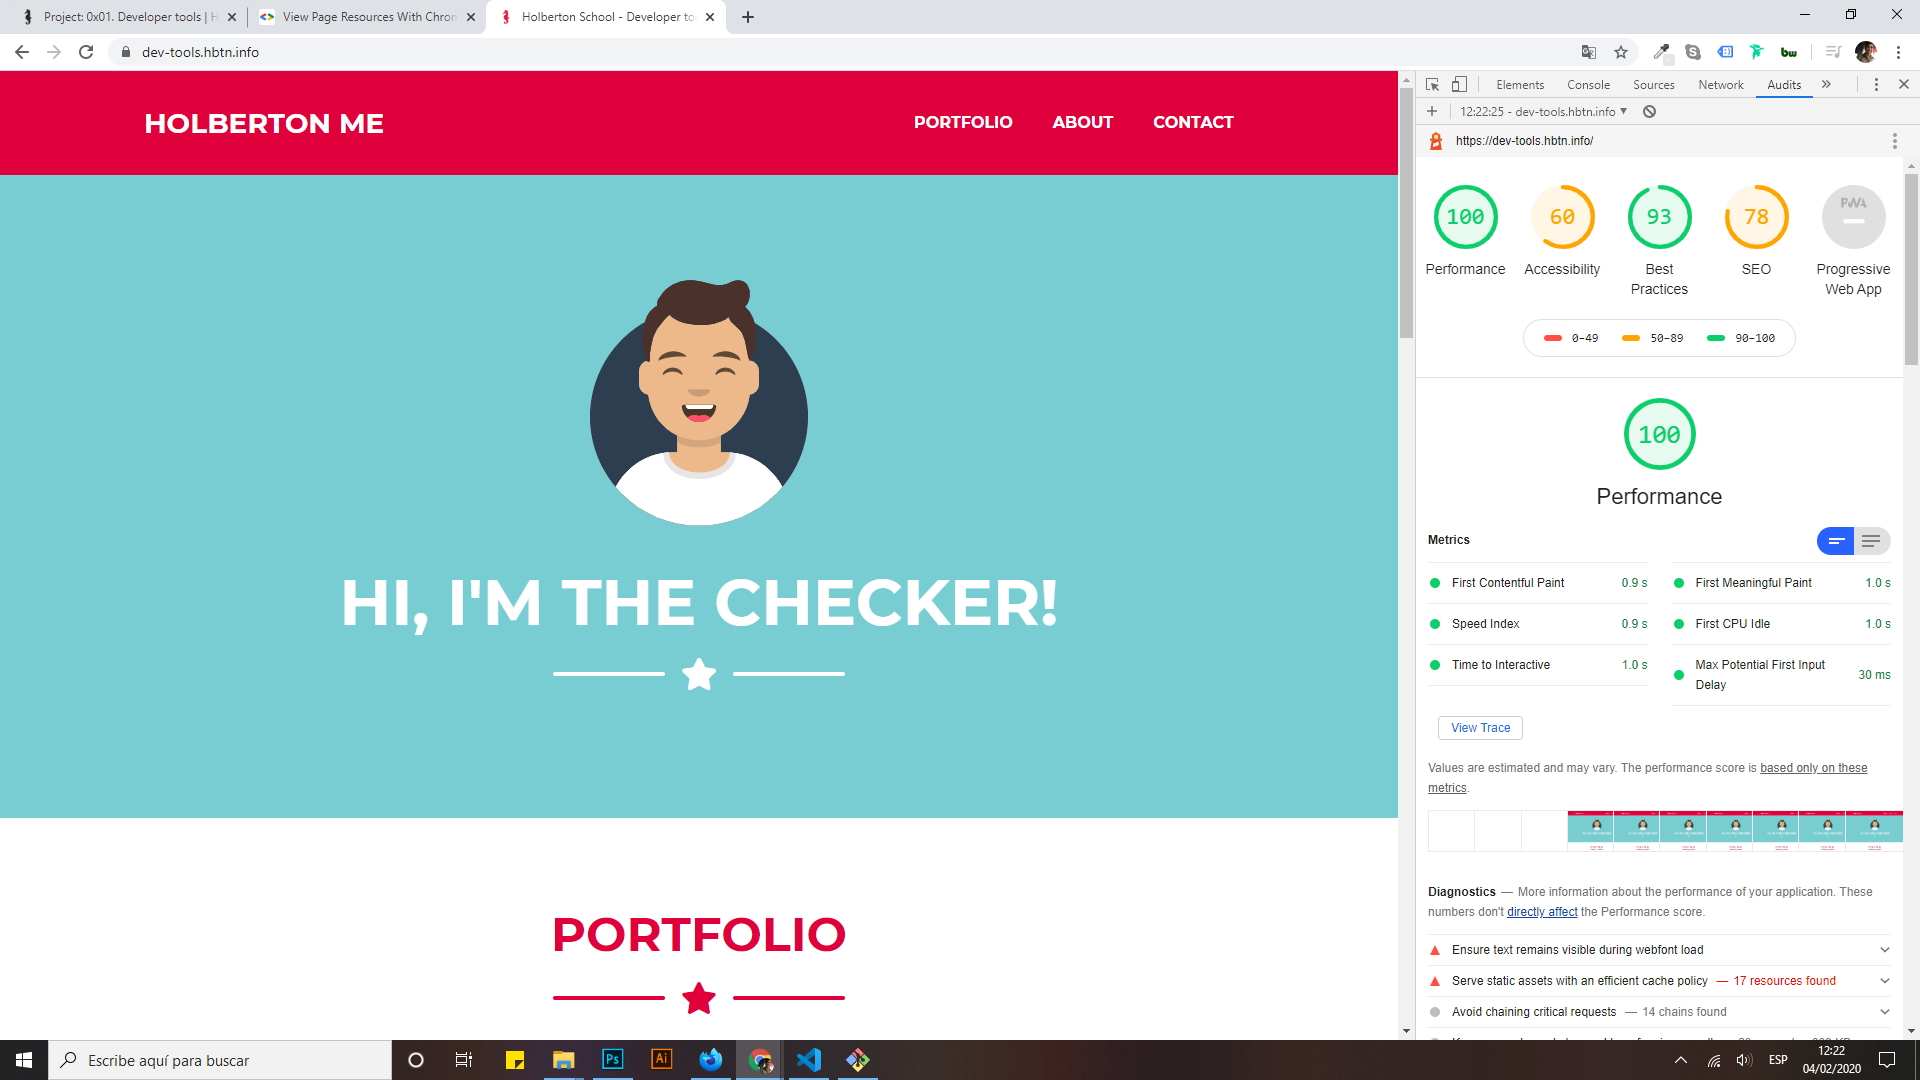 Project: 0x01. Developer tools | H
View Page Resources With Chrom
Holberton School - Developer to
dev-tools.hbtn.info
bw
HOLBERTON ME
PORTFOLIO
ABOUT
CONTACT
HI, I'M THE CHECKER!
PORTFOLIO
Elements
Console
Sources
Network
Audits
12:22:25 - dev-tools.hbtn.info
https://dev-tools.hbtn.info/
100
60
93
78
PWA
Performance
Accessibility
Best
Practices
SEO
Progressive
Web App
0–49
50–89
90–100
100
Performance
Metrics
First Contentful Paint 0.9 s
First Meaningful Paint 1.0 s
Speed Index 0.9 s
First CPU Idle 1.0 s
Time to Interactive 1.0 s
Max Potential First Input
Delay
30 ms
View Trace
Values are estimated and may vary. The performance score is based only on these
metrics.
Diagnostics — More information about the performance of your application. These
numbers don't directly affect the Performance score.
Ensure text remains visible during webfont load
Serve static assets with an efficient cache policy — 17 resources found
Avoid chaining critical requests — 14 chains found
Escribe aquí para buscar
Ps
Ai
ESP
12:22
04/02/2020